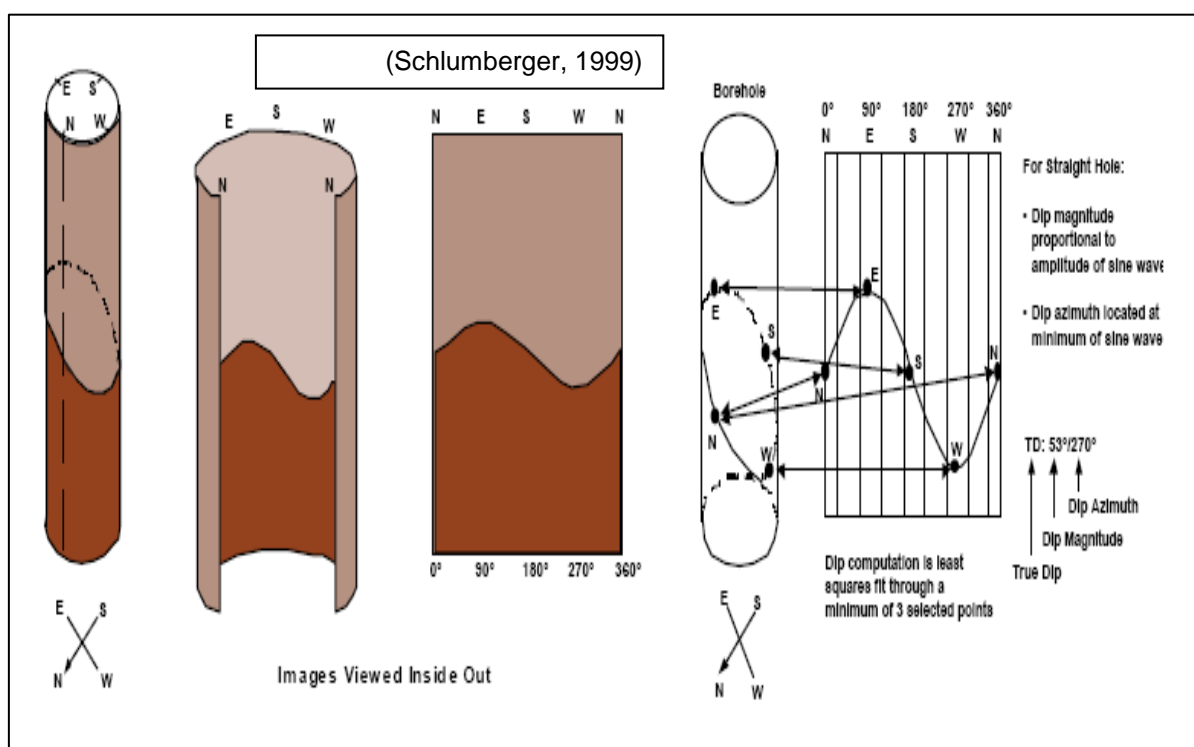 (Schlumberger, 1999)
E S
N W
E S W
N N
N E S W N
0° 90° 180° 270° 360°
E S
N W
Images Viewed Inside Out
Borehole
0° 90° 180° 270° 360°
N E S W N
E E
S S
N N N
W W
For Straight Hole:
• Dip magnitude
proportional to
amplitude of sine wave
• Dip azimuth located at
minimum of sine wave
TD: 53°/270°
Dip Azimuth
Dip Magnitude
True Dip
Dip computation is least
squares fit through a
minimum of 3 selected points
E S
N W